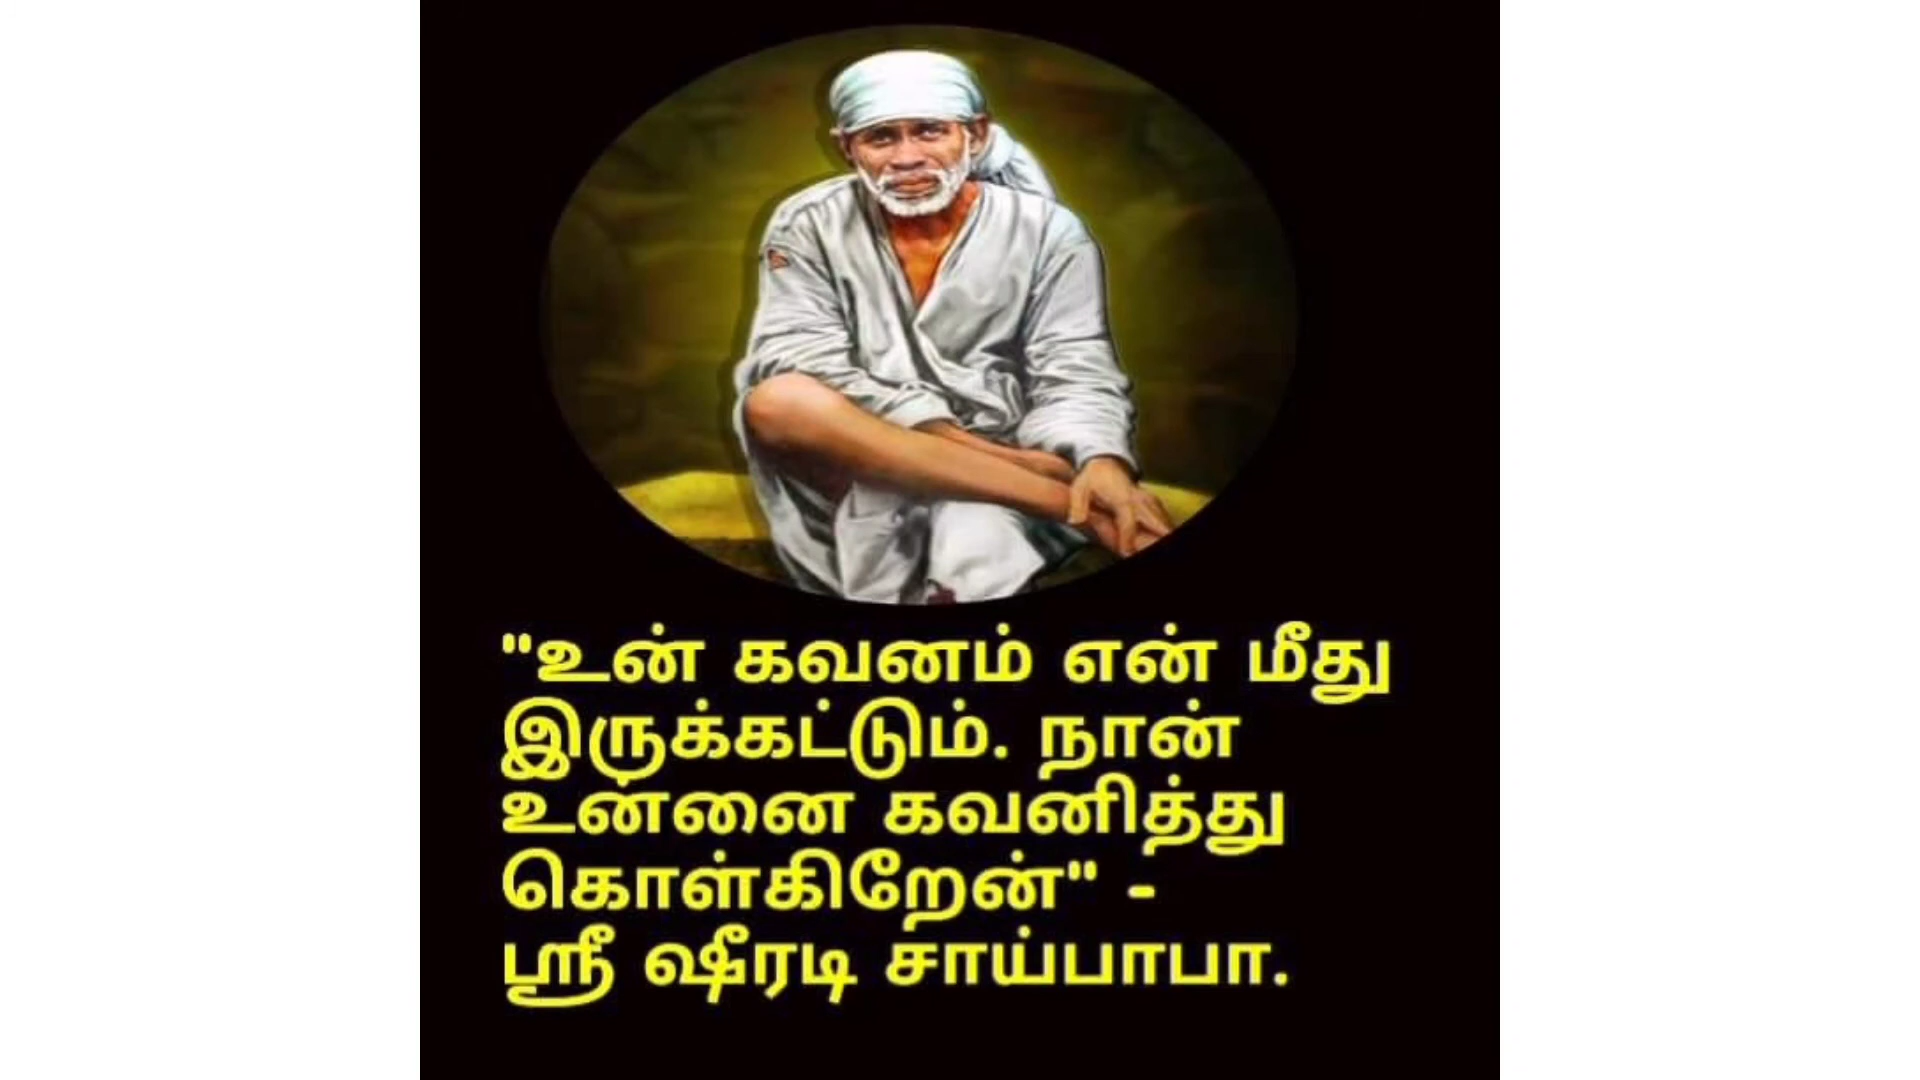 "உன் கவனம் என் மீது
இருக்கட்டும். நான்
உன்னை கவனித்து
கொள்கிறேன்" -
ஸ்ரீ ஷீரடி சாய்பாபா.